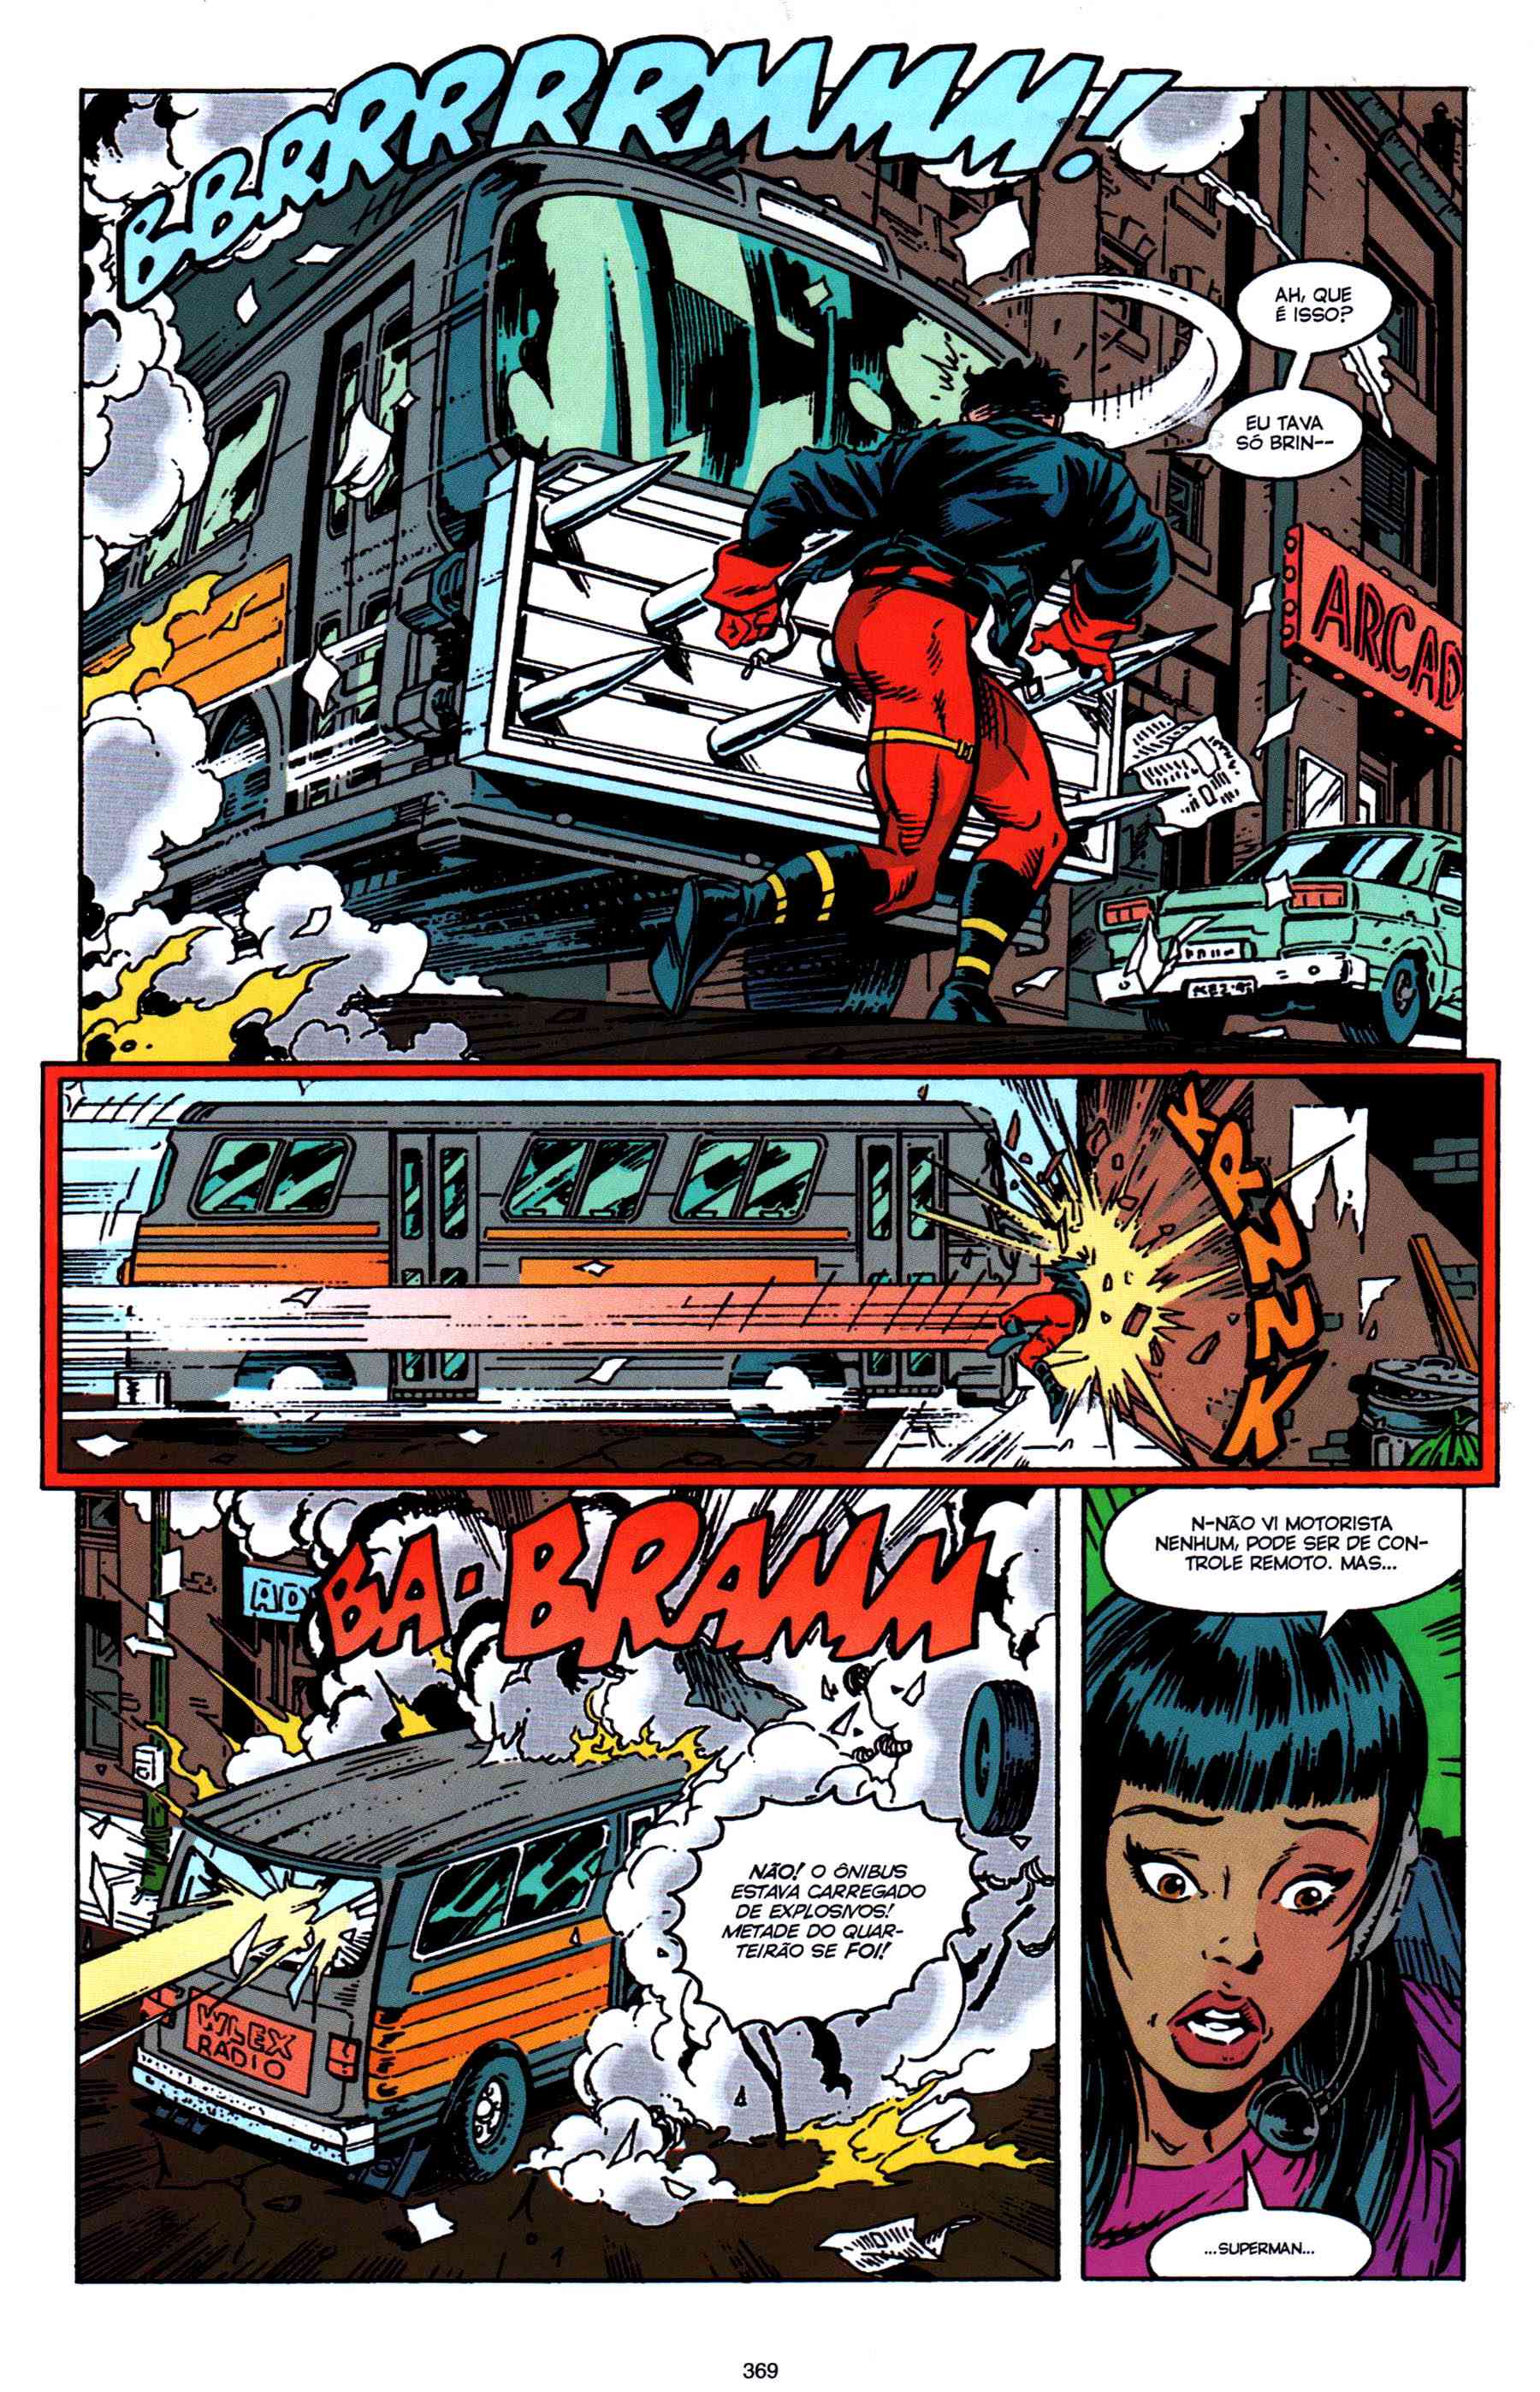 BBRRRRRRMMMM!
AH, QUE
É ISSO?
EU TAVA
SÓ BRIN--
ARCAD
KRZZZK
BA-BRAMM
AD
N-NÃO VI MOTORISTA
NENHUM, PODE SER DE CON-
TROLE REMOTO. MAS...
NÃO! O ÔNIBUS
ESTAVA CARREGADO
DE EXPLOSIVOS!
METADE DO QUAR-
TEIRÃO SE FOI!
WLEX
RADIO
...SUPERMAN...
369